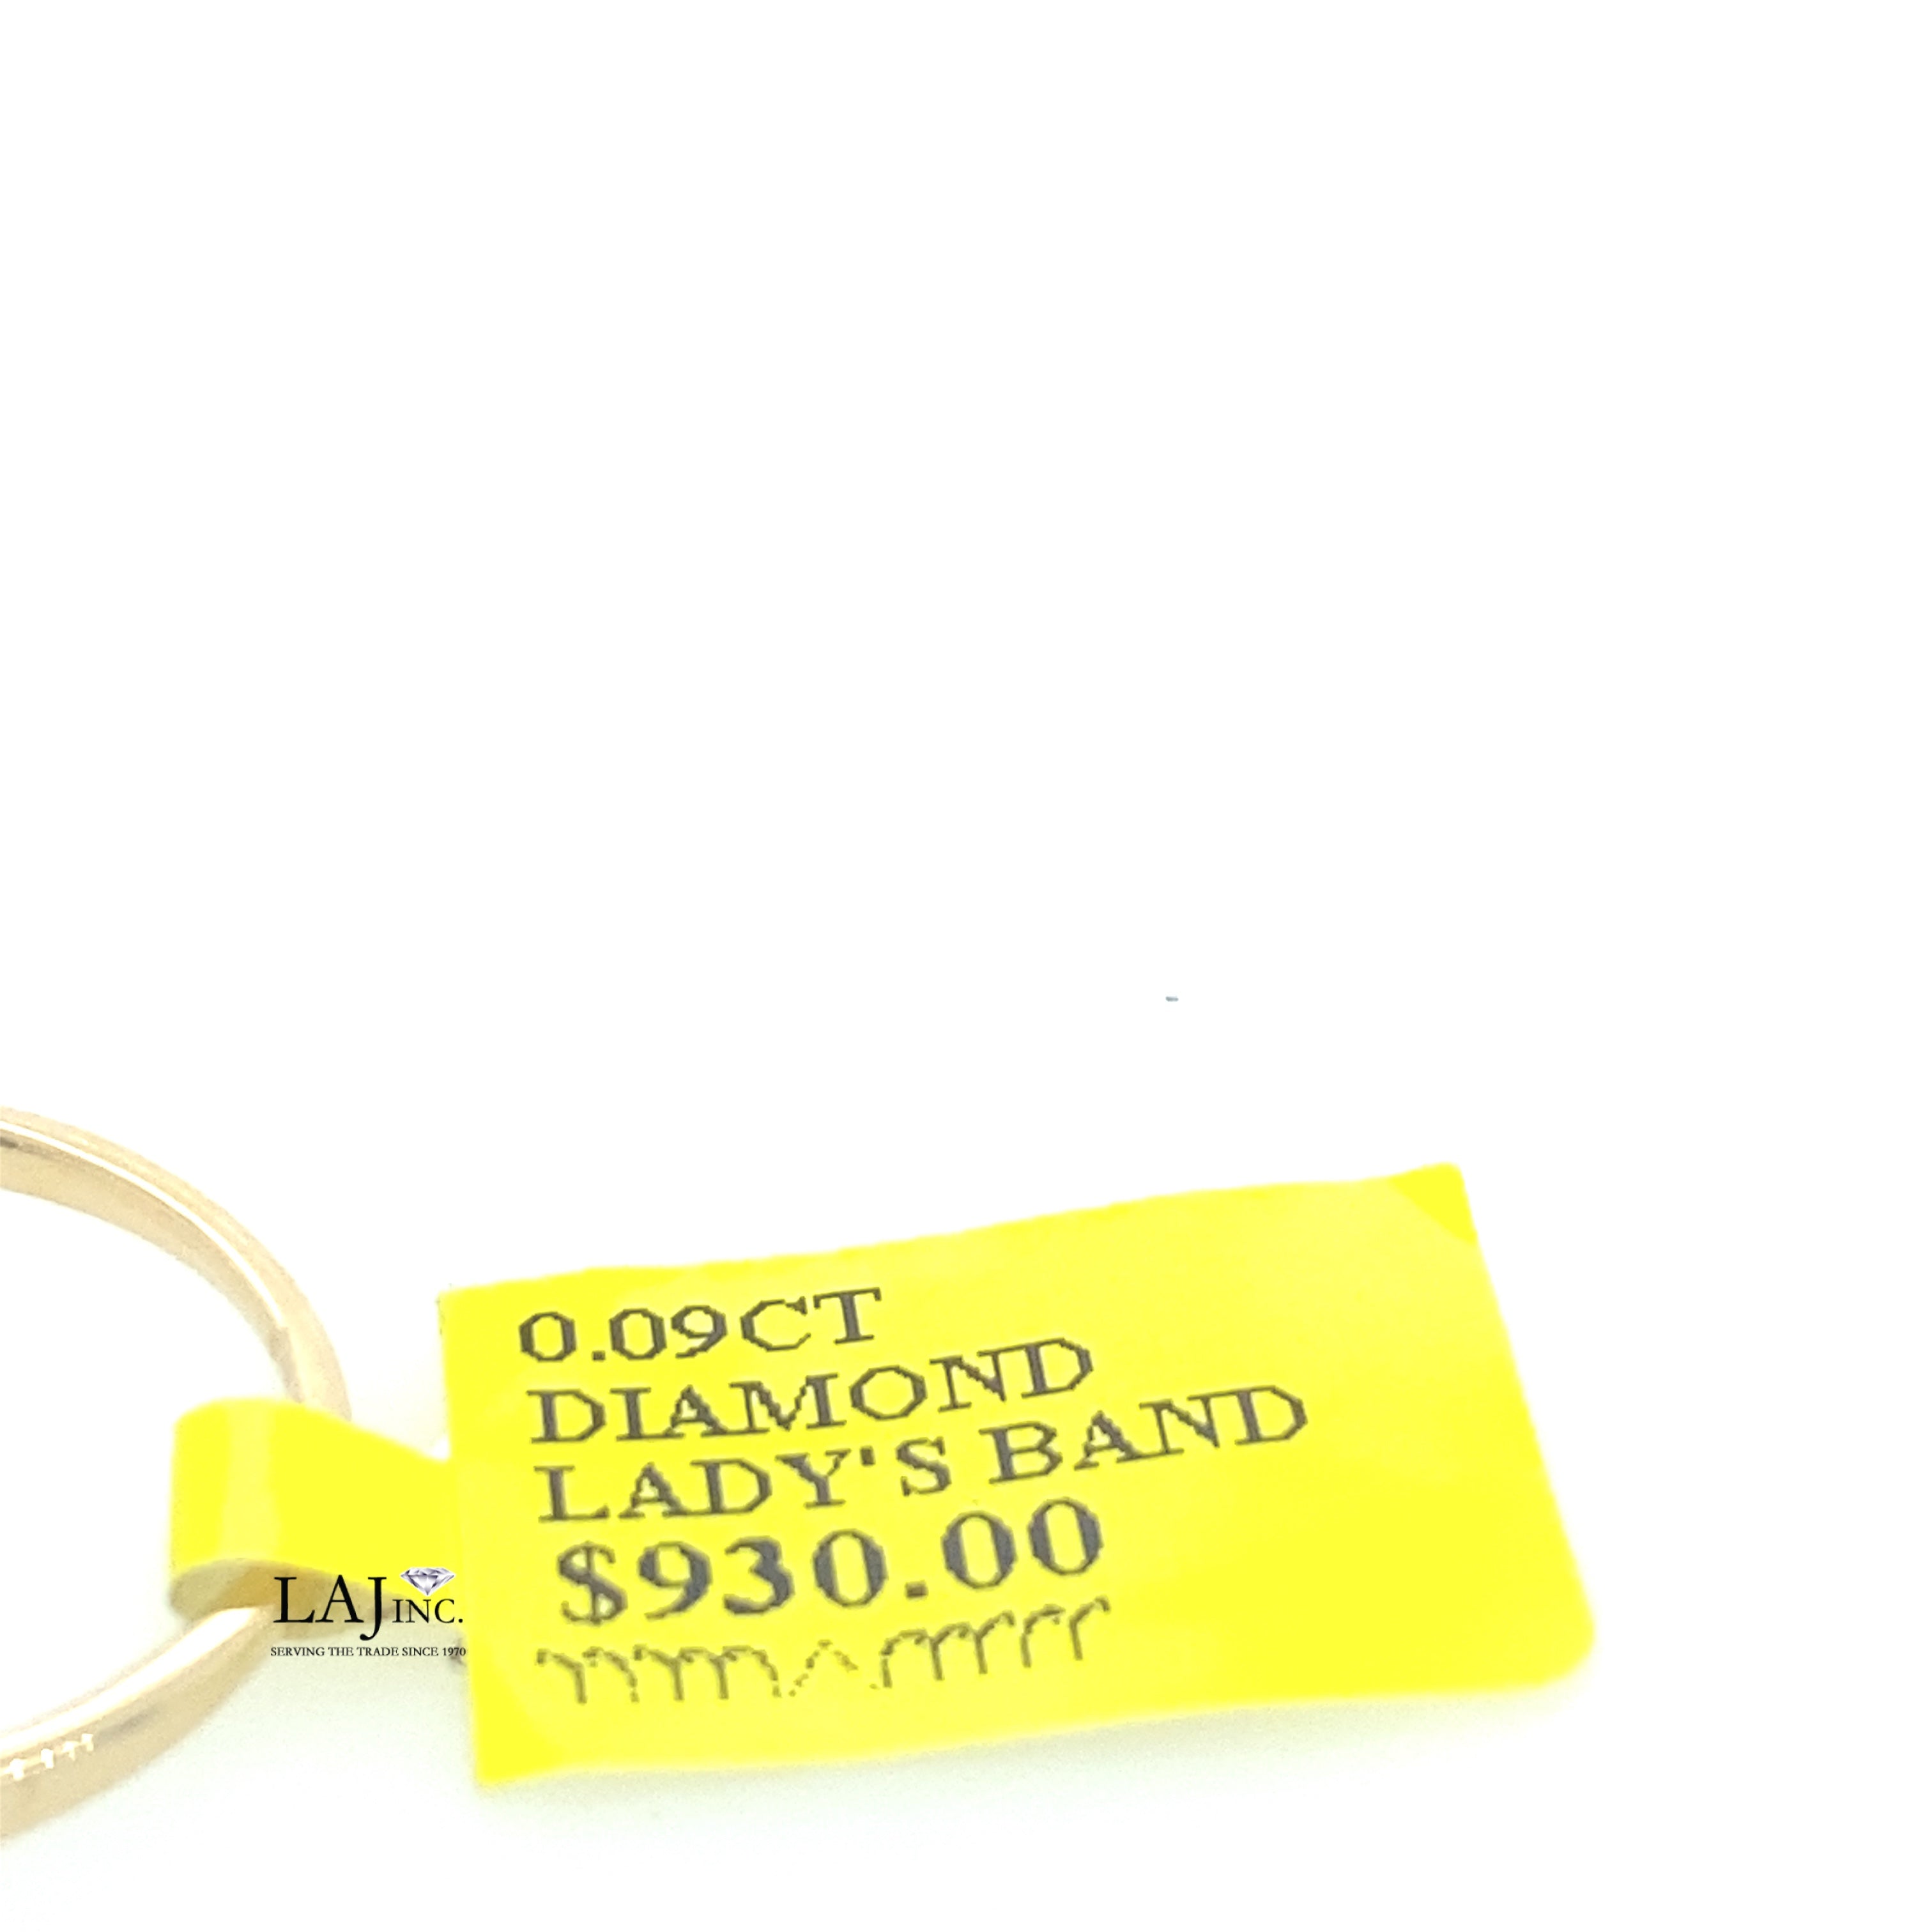 0.09CT
DIAMOND
LADY'S BAND
$930.00
LAJ INC.
SERVING THE TRADE SINCE 1970